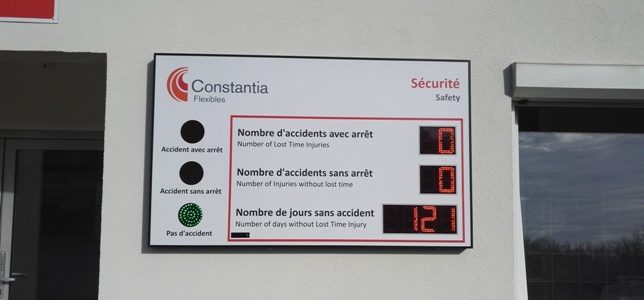 Constantia
Flexibles
Sécurité
Safety
Accident avec arrêt
Nombre d'accidents avec arrêt
Number of Lost Time Injuries
0
Accident sans arrêt
Nombre d'accidents sans arrêt
Number of Injuries without lost time
0
Pas d'accident
Nombre de jours sans accident
Number of days without Lost Time Injury
121